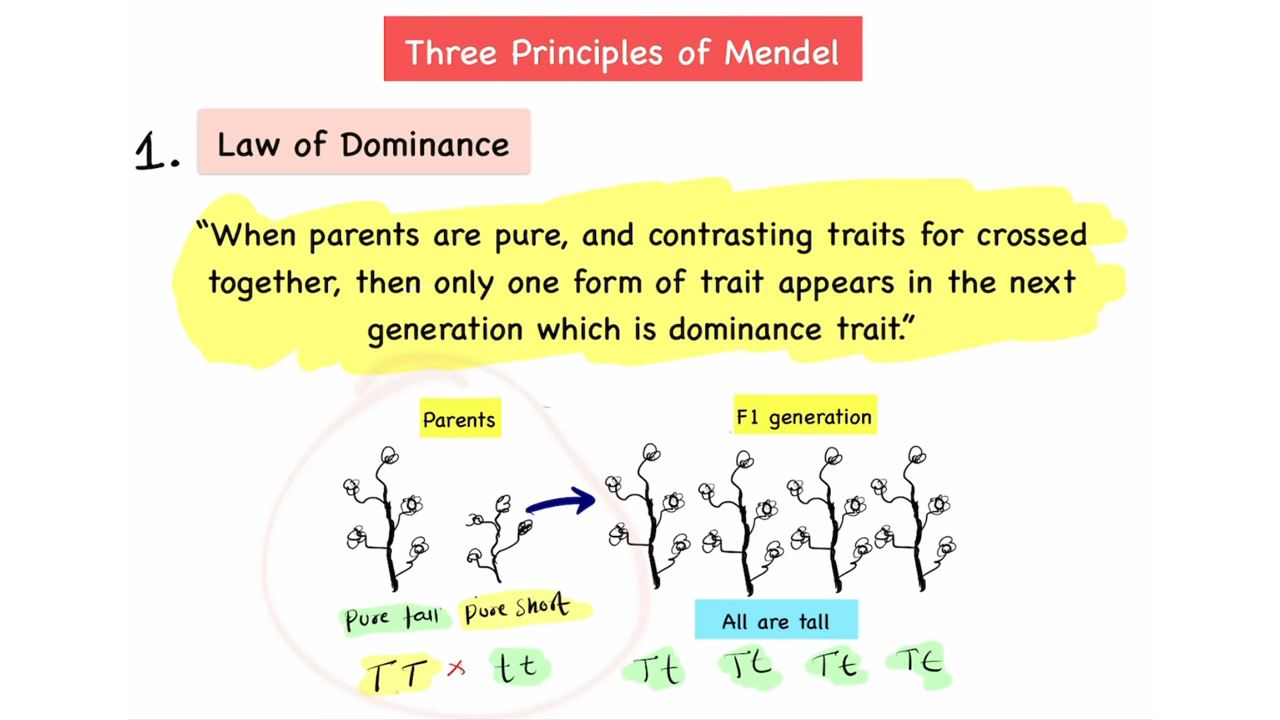 Three Principles of Mendel
1. Law of Dominance
“When parents are pure, and contrasting traits for crossed
together, then only one form of trait appears in the next
generation which is dominance trait.”
Parents
F1 generation
Pure tall Pure short
All are tall
TT × tt
Tt Tt Tt Tt